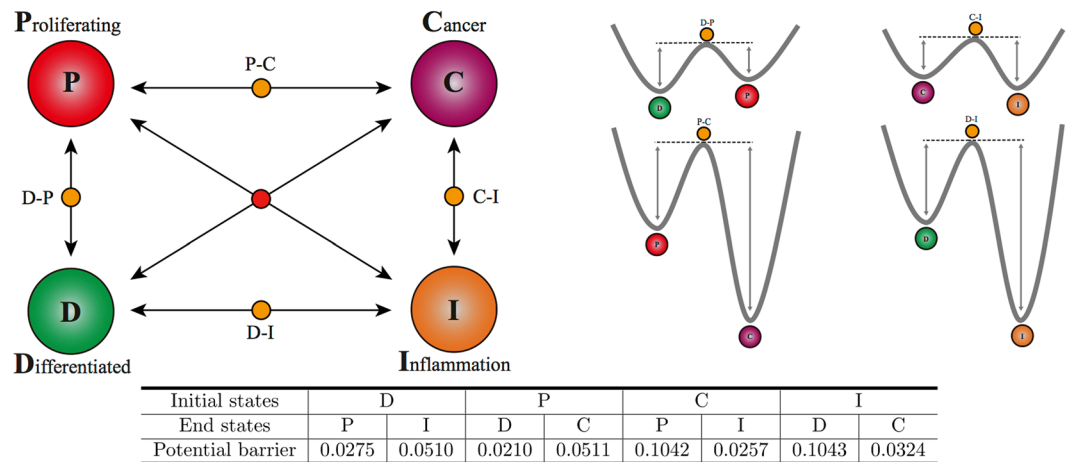 Proliferating
Cancer
P
P-C
C
D-P
C-I
D
D-I
I
Differentiated
Inflammation
D-P
D
P
C-I
C
I
P-C
P
C
D-I
D
I
Initial states D P C I
End states P I D C P I D C
Potential barrier 0.0275 0.0510 0.0210 0.0511 0.1042 0.0257 0.1043 0.0324